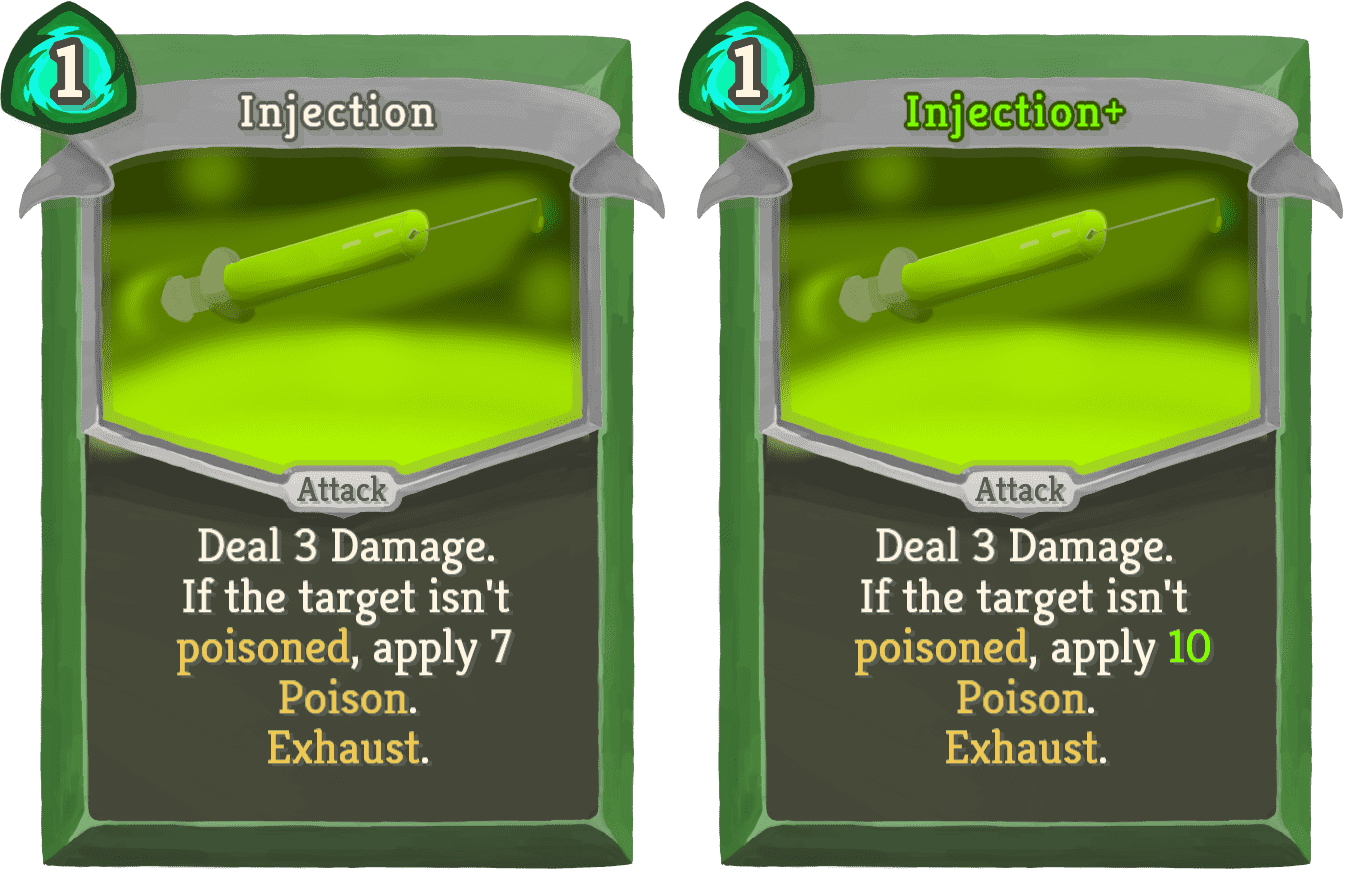 1
Injection
Attack
Deal 3 Damage.
If the target isn't
poisoned, apply 7
Poison.
Exhaust.
1
Injection+
Attack
Deal 3 Damage.
If the target isn't
poisoned, apply 10
Poison.
Exhaust.